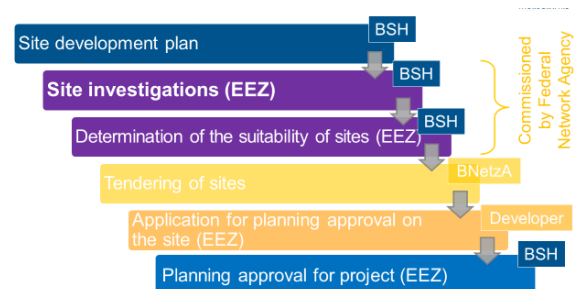 BSH
Site development plan
BSH
Site investigations (EEZ)
BSH
Determination of the suitability of sites (EEZ)
Commissioned
by Federal
Network Agency
BNetzA
Tendering of sites
Developer
Application for planning approval on
the site (EEZ)
BSH
Planning approval for project (EEZ)